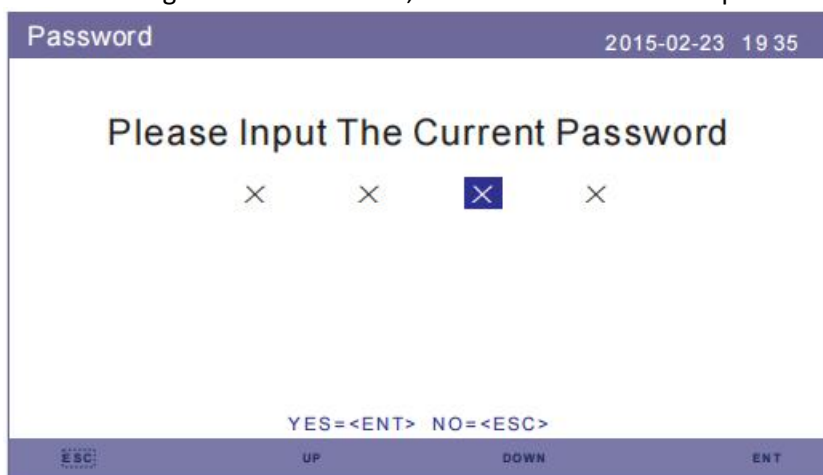 Password 2015-02-23 19 35
Please Input The Current Password
× × × ×
YES=<ENT> NO=<ESC>
ESC UP DOWN ENT